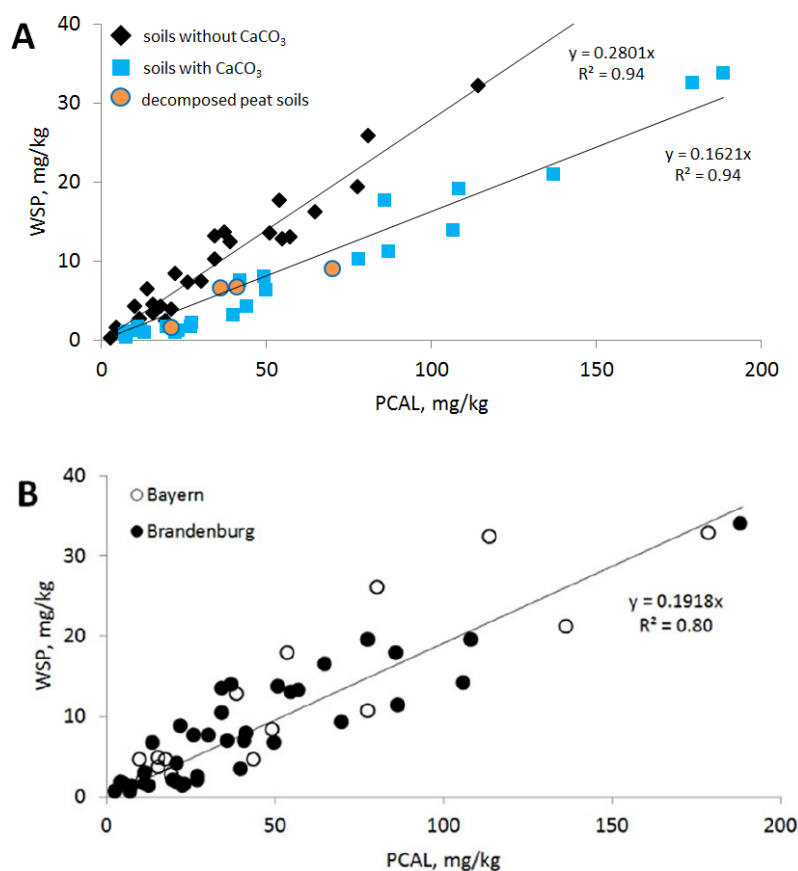 A
40
soils without CaCO₃
soils with CaCO₃
decomposed peat soils
y = 0.2801x
R² = 0.94
30
y = 0.1621x
R² = 0.94
20
10
0
WSP, mg/kg
0 50 100 150 200
PCAL, mg/kg
B
40
Bayern
Brandenburg
30
y = 0.1918x
R² = 0.80
20
10
0
WSP, mg/kg
0 50 100 150 200
PCAL, mg/kg